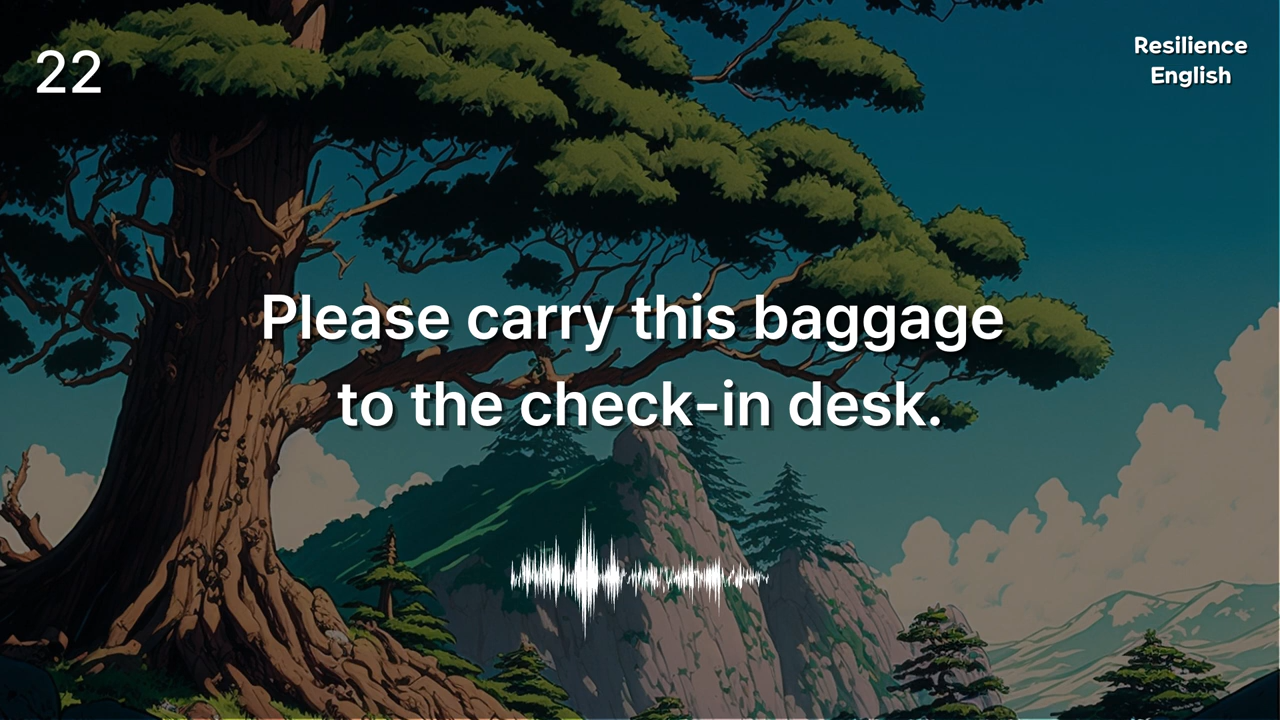 22
Resilience
English
Please carry this baggage
to the check-in desk.